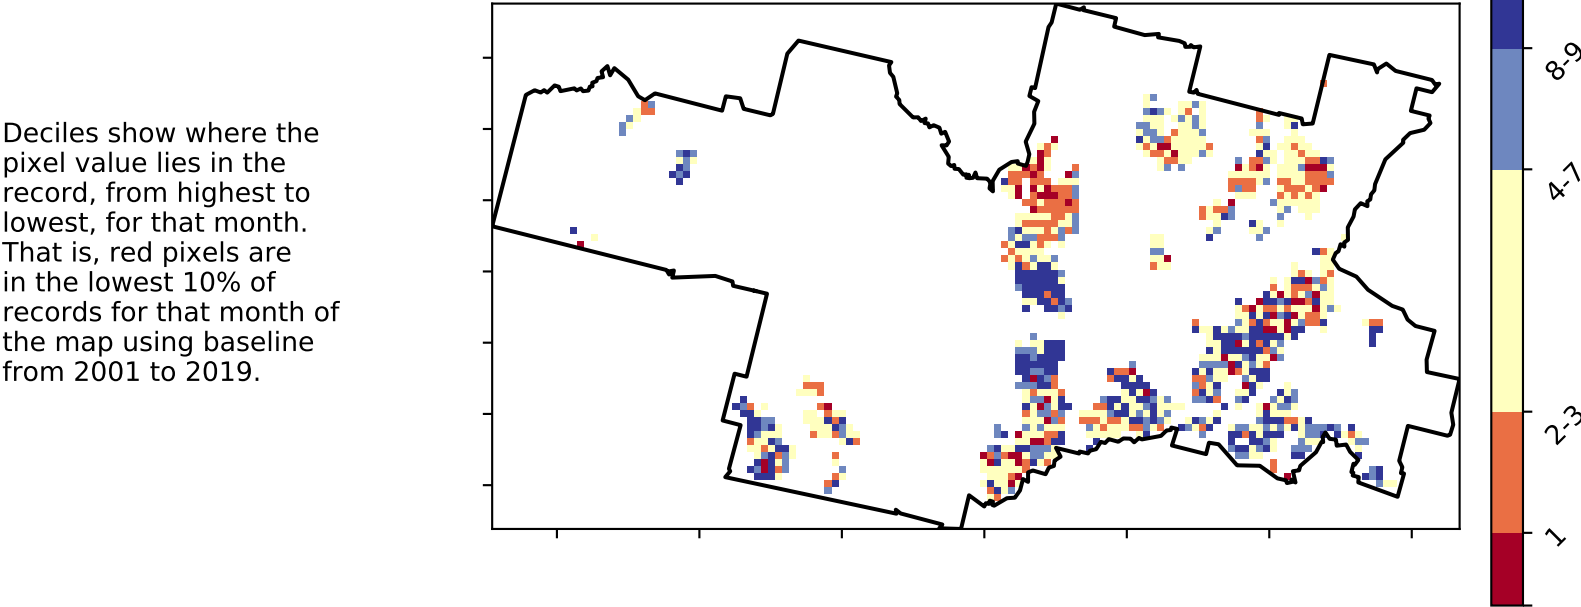 Deciles show where the
pixel value lies in the
record, from highest to
lowest, for that month.
That is, red pixels are
in the lowest 10% of
records for that month of
the map using baseline
from 2001 to 2019.
8-9
4-7
2-3
1